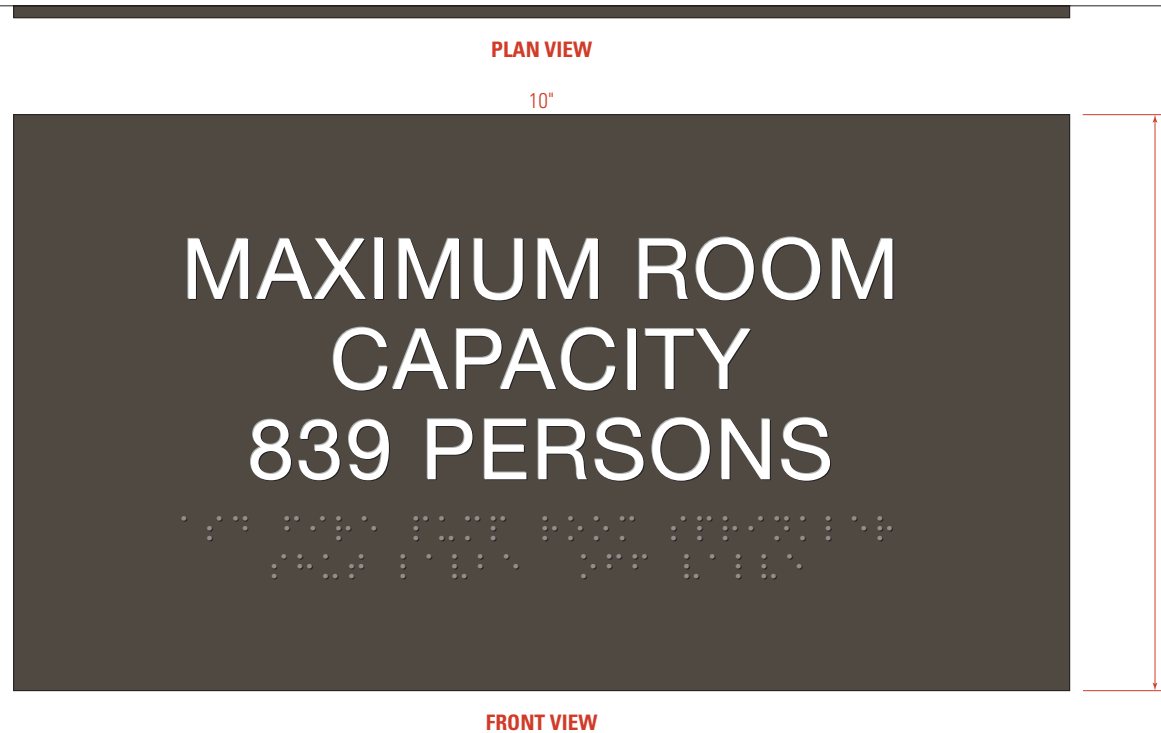 PLAN VIEW
10"
MAXIMUM ROOM
CAPACITY
839 PERSONS
FRONT VIEW